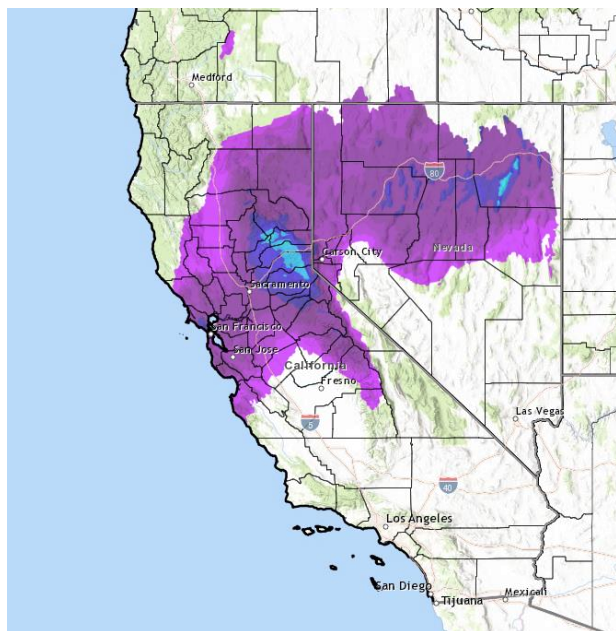 Medford
80
Nevada
Carson City
Sacramento
San Francisco
San Jose
California
Fresno
5
Las Vegas
40
Los Angeles
San Diego
Tijuana
Mexicali